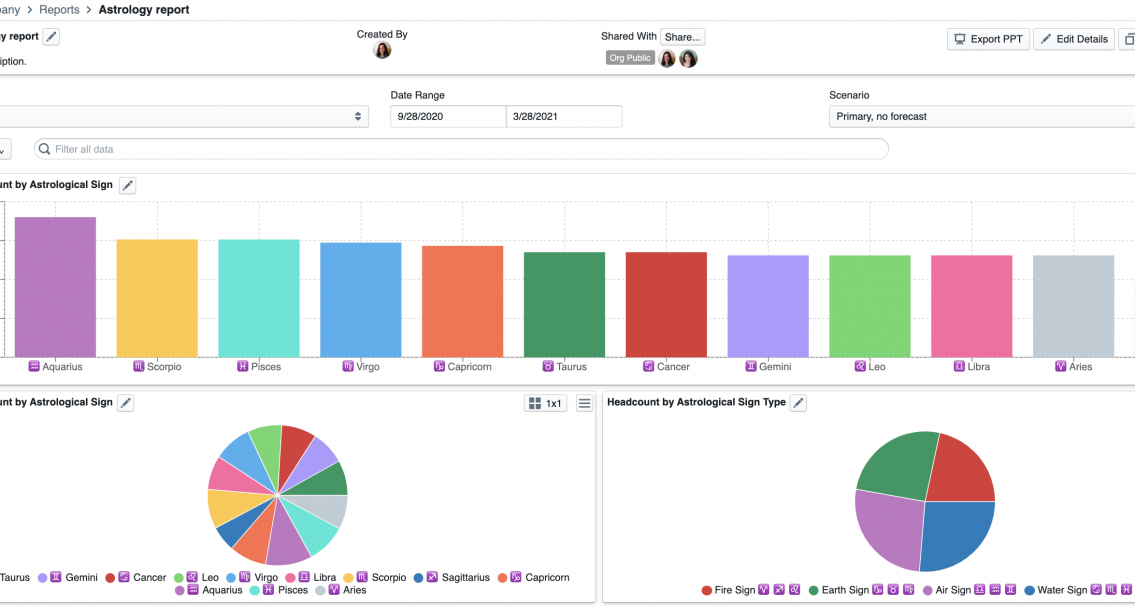 pany > Reports > Astrology report
y report
Created By
Shared With Share...
Export PPT
Edit Details
iption.
Org Public
Date Range
Scenario
9/28/2020
3/28/2021
Primary, no forecast
Filter all data
unt by Astrological Sign
♒ Aquarius ♏ Scorpio ♓ Pisces ♍ Virgo ♑ Capricorn ♉ Taurus ♋ Cancer ♊ Gemini ♌ Leo ♎ Libra ♈ Aries
unt by Astrological Sign
1x1
Taurus ♊ Gemini ♋ Cancer ♌ Leo ♍ Virgo ♎ Libra ♏ Scorpio ♐ Sagittarius ♑ Capricorn
♒ Aquarius ♓ Pisces ♈ Aries
Headcount by Astrological Sign Type
Fire Sign ♈ ♐ ♌ Earth Sign ♑ ♉ ♍ Air Sign ♎ ♒ ♊ Water Sign ♋ ♏ ♓